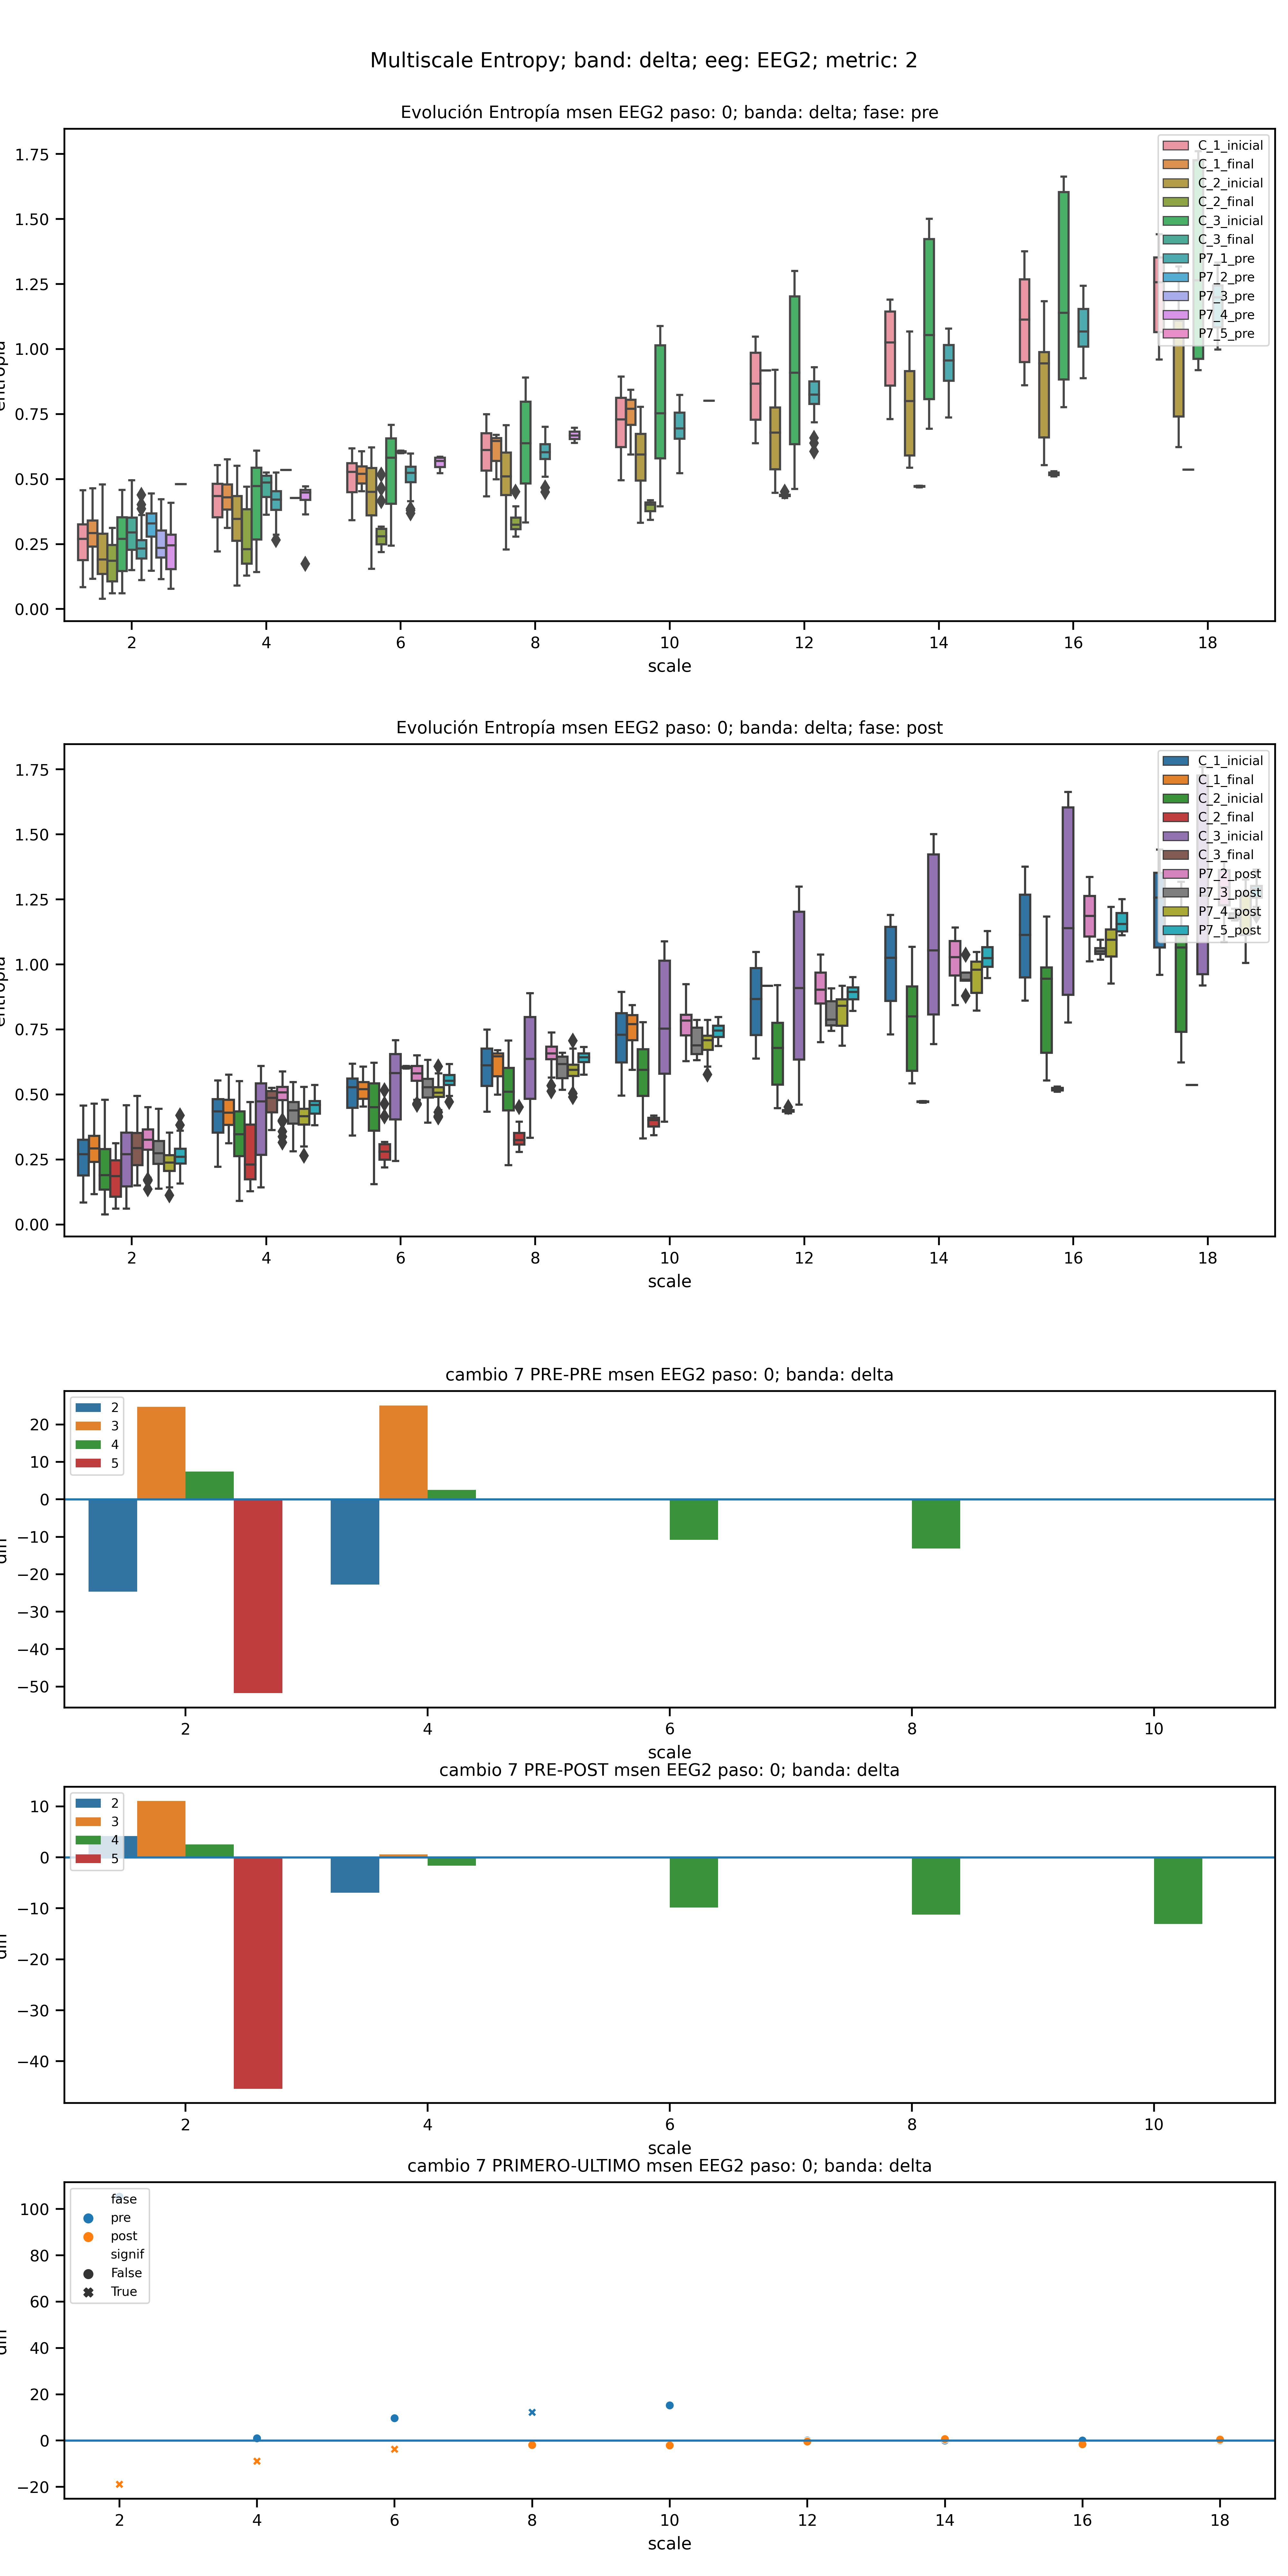 Multiscale Entropy; band: delta; eeg: EEG2; metric: 2
Evolución Entropía msen EEG2 paso: 0; banda: delta; fase: pre
1.75
1.50
1.25
1.00
0.75
0.50
0.25
0.00
C_1_inicial
C_1_final
C_2_inicial
C_2_final
C_3_inicial
C_3_final
P7_1_pre
P7_2_pre
P7_3_pre
P7_4_pre
P7_5_pre
2 4 6 8 10 12 14 16 18
scale
Evolución Entropía msen EEG2 paso: 0; banda: delta; fase: post
1.75
1.50
1.25
1.00
0.75
0.50
0.25
0.00
C_1_inicial
C_1_final
C_2_inicial
C_2_final
C_3_inicial
C_3_final
P7_2_post
P7_3_post
P7_4_post
P7_5_post
2 4 6 8 10 12 14 16 18
scale
cambio 7 PRE-PRE msen EEG2 paso: 0; banda: delta
20
10
0
−10
−20
−30
−40
−50
2
3
4
5
2 4 6 8 10
scale
cambio 7 PRE-POST msen EEG2 paso: 0; banda: delta
10
0
−10
−20
−30
−40
2
3
4
5
2 4 6 8 10
scale
cambio 7 PRIMERO-ULTIMO msen EEG2 paso: 0; banda: delta
100
80
60
40
20
0
−20
fase
pre
post
signif
False
True
2 4 6 8 10 12 14 16 18
scale